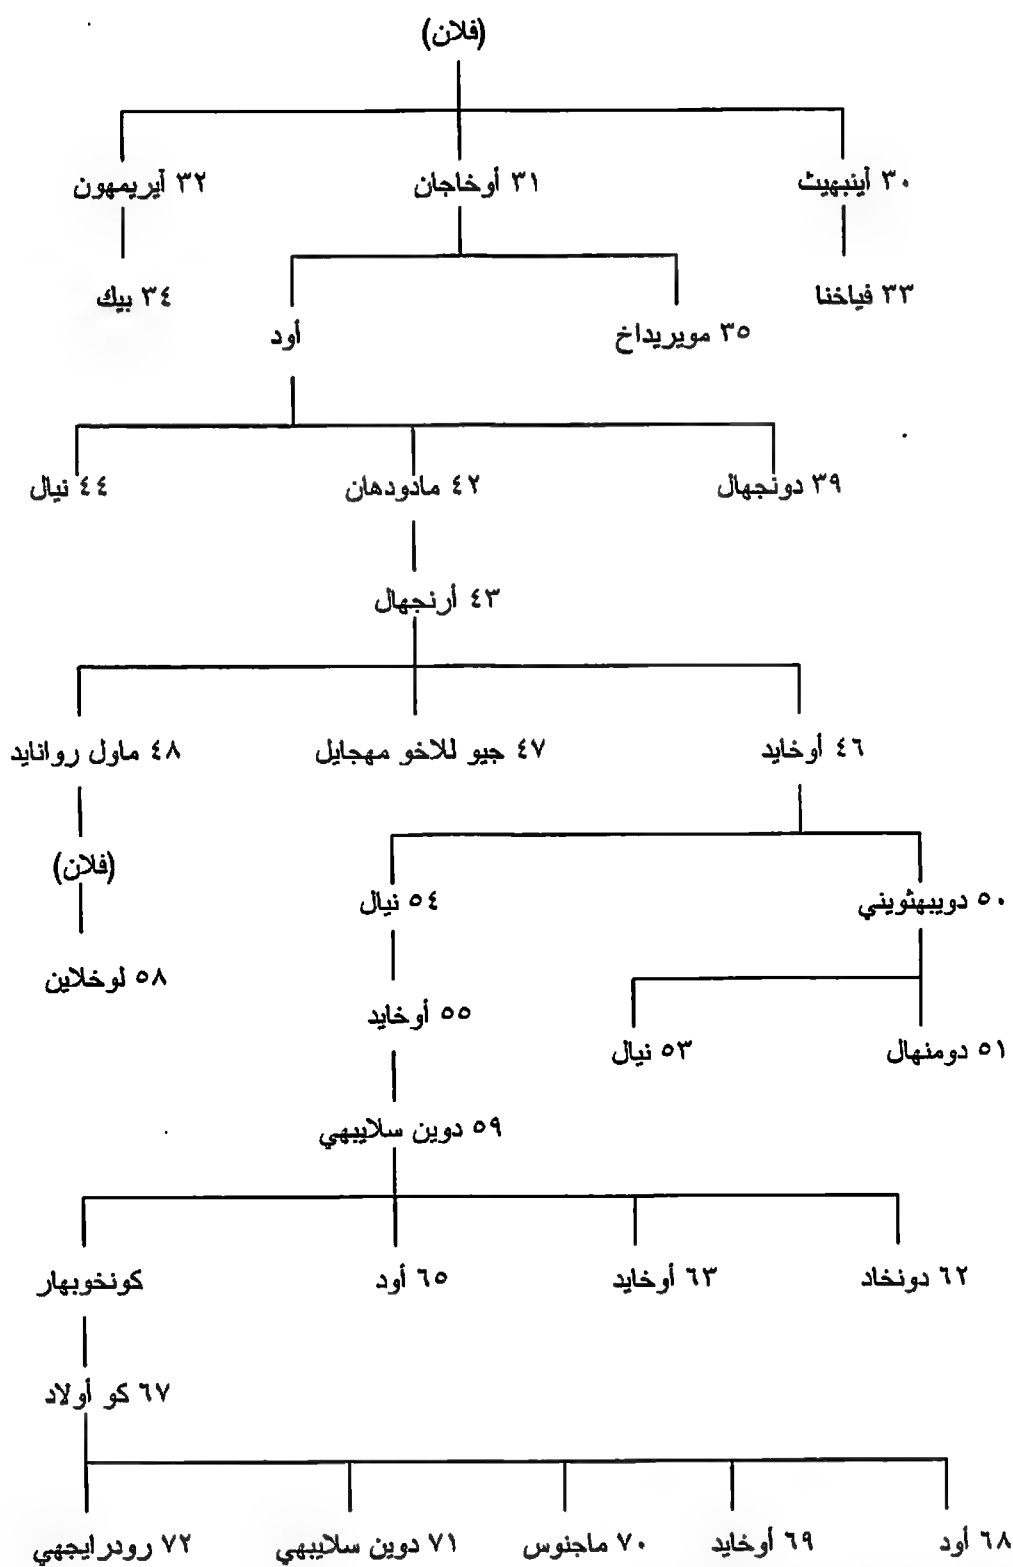 (فلان)
٣٠ أينبهيث
٣١ أوخاجان
٣٢ آيريمهون
٣٣ فياخنا
٣٤ بيك
٣٥ مويريداخ
أود
٣٩ دونجهال
٤٢ مادودهان
٤٤ نيال
٤٣ أرنجهال
٤٦ أوخايد
٤٧ جيو للاخو مهجايل
٤٨ ماول روانايد
(فلان)
٥٠ دويبهثويني
٥٤ نيال
٥٨ لوخلاين
٥٥ أوخايد
٥١ دومنهال
٥٣ نيال
٥٩ دوين سلايبهي
٦٢ دونخاد
٦٣ أوخايد
٦٥ أود
كونخوبهار
٦٧ كو أولاد
٦٨ أود
٦٩ أوخايد
٧٠ ماجنوس
٧١ دوين سلايبهي
٧٢ رودرايجهي